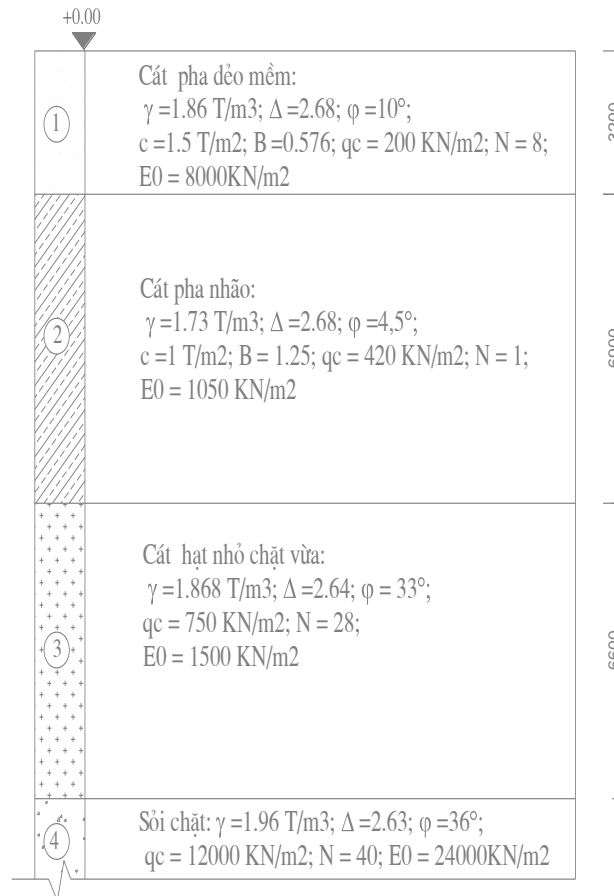 +0.00
1
Cát pha dẻo mềm:
γ =1.86 T/m3; Δ =2.68; φ =10°;
c =1.5 T/m2; B =0.576; qc = 200 KN/m2; N = 8;
E0 = 8000KN/m2
2
Cát pha nhão:
γ =1.73 T/m3; Δ =2.68; φ =4,5°;
c =1 T/m2; B = 1.25; qc = 420 KN/m2; N = 1;
E0 = 1050 KN/m2
3
Cát hạt nhỏ chặt vừa:
γ =1.868 T/m3; Δ =2.64; φ = 33°;
qc = 750 KN/m2; N = 28;
E0 = 1500 KN/m2
4
Sỏi chặt: γ =1.96 T/m3; Δ =2.63; φ =36°;
qc = 12000 KN/m2; N = 40; E0 = 24000KN/m2